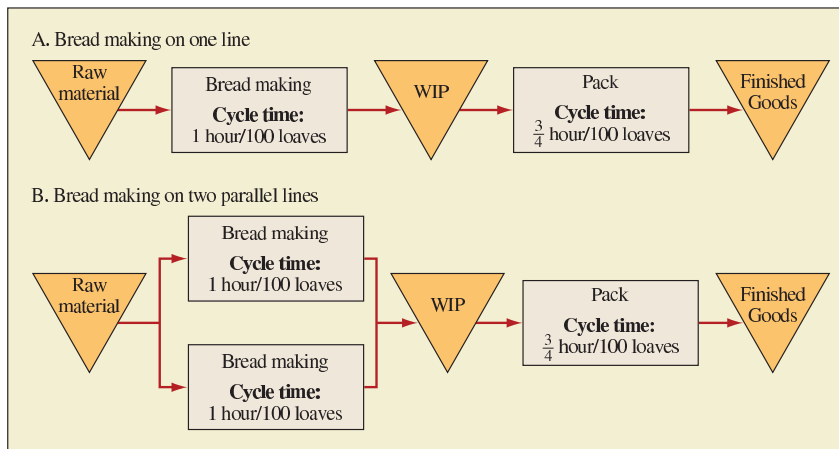 A. Bread making on one line
Raw
material
Bread making
Cycle time:
1 hour/100 loaves
WIP
Pack
Cycle time:
3/4 hour/100 loaves
Finished
Goods
B. Bread making on two parallel lines
Raw
material
Bread making
Cycle time:
1 hour/100 loaves
Bread making
Cycle time:
1 hour/100 loaves
WIP
Pack
Cycle time:
3/4 hour/100 loaves
Finished
Goods